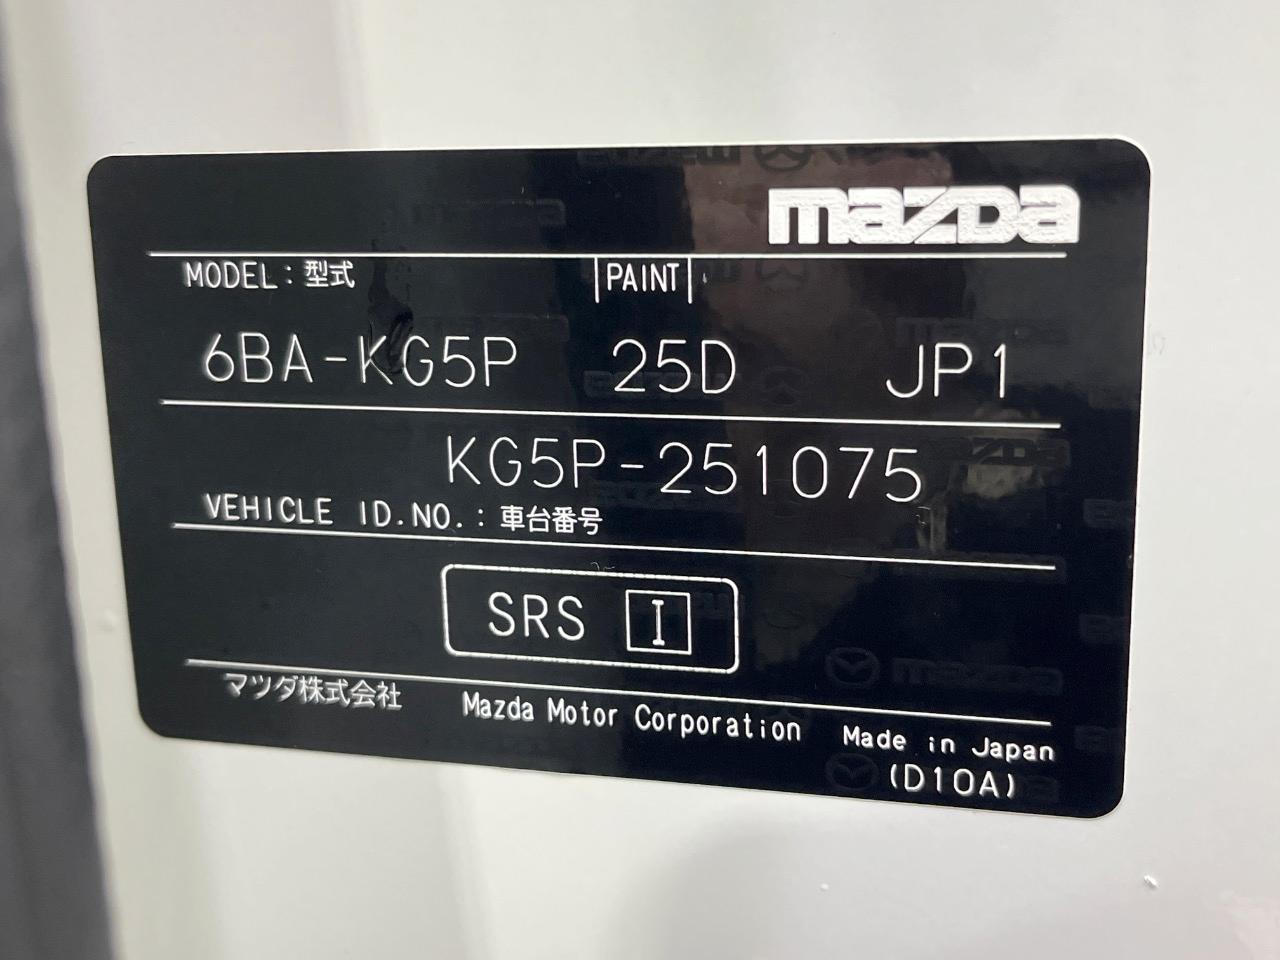 mazda
MODEL：型式 PAINT
6BA-KG5P 25D JP1
KG5P-251075
VEHICLE ID.NO.：車台番号
SRS I
マツダ株式会社 Mazda Motor Corporation Made in Japan
(D10A)